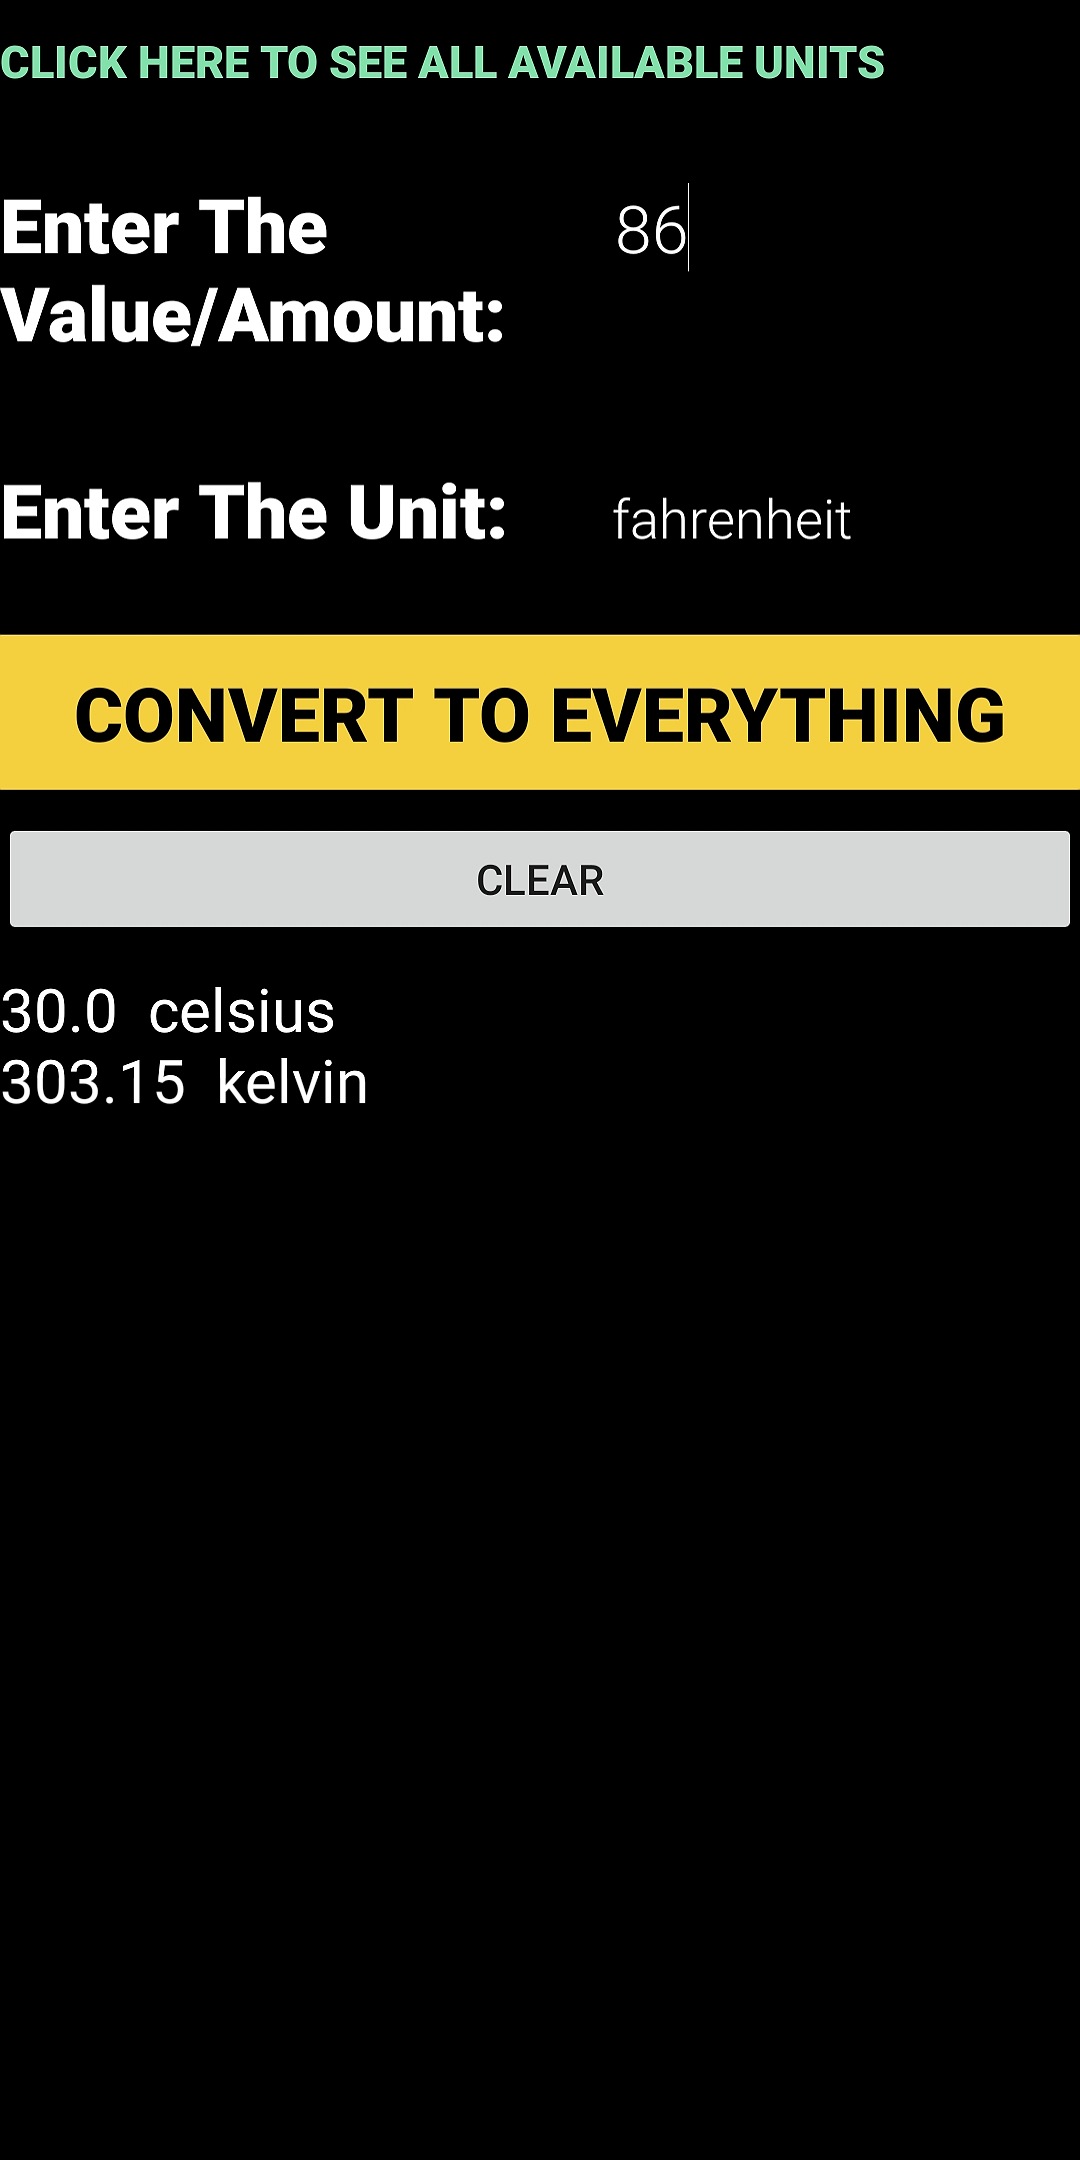 CLICK HERE TO SEE ALL AVAILABLE UNITS
Enter The
Value/Amount:
86
Enter The Unit:
fahrenheit
CONVERT TO EVERYTHING
CLEAR
30.0 celsius
303.15 kelvin